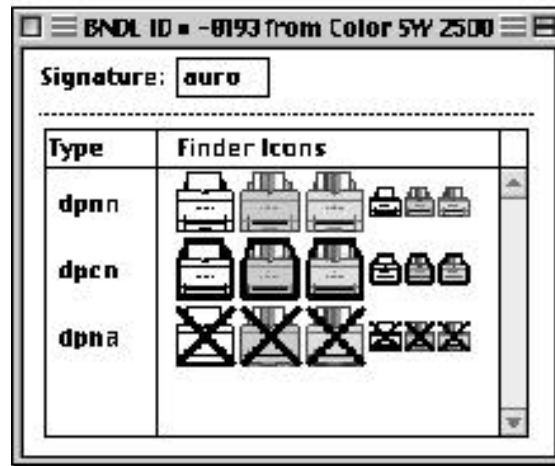 BNDL ID = -8193 from Color SW 2500
Signature: auro
Type Finder Icons
dpnn
dpcn
dpna